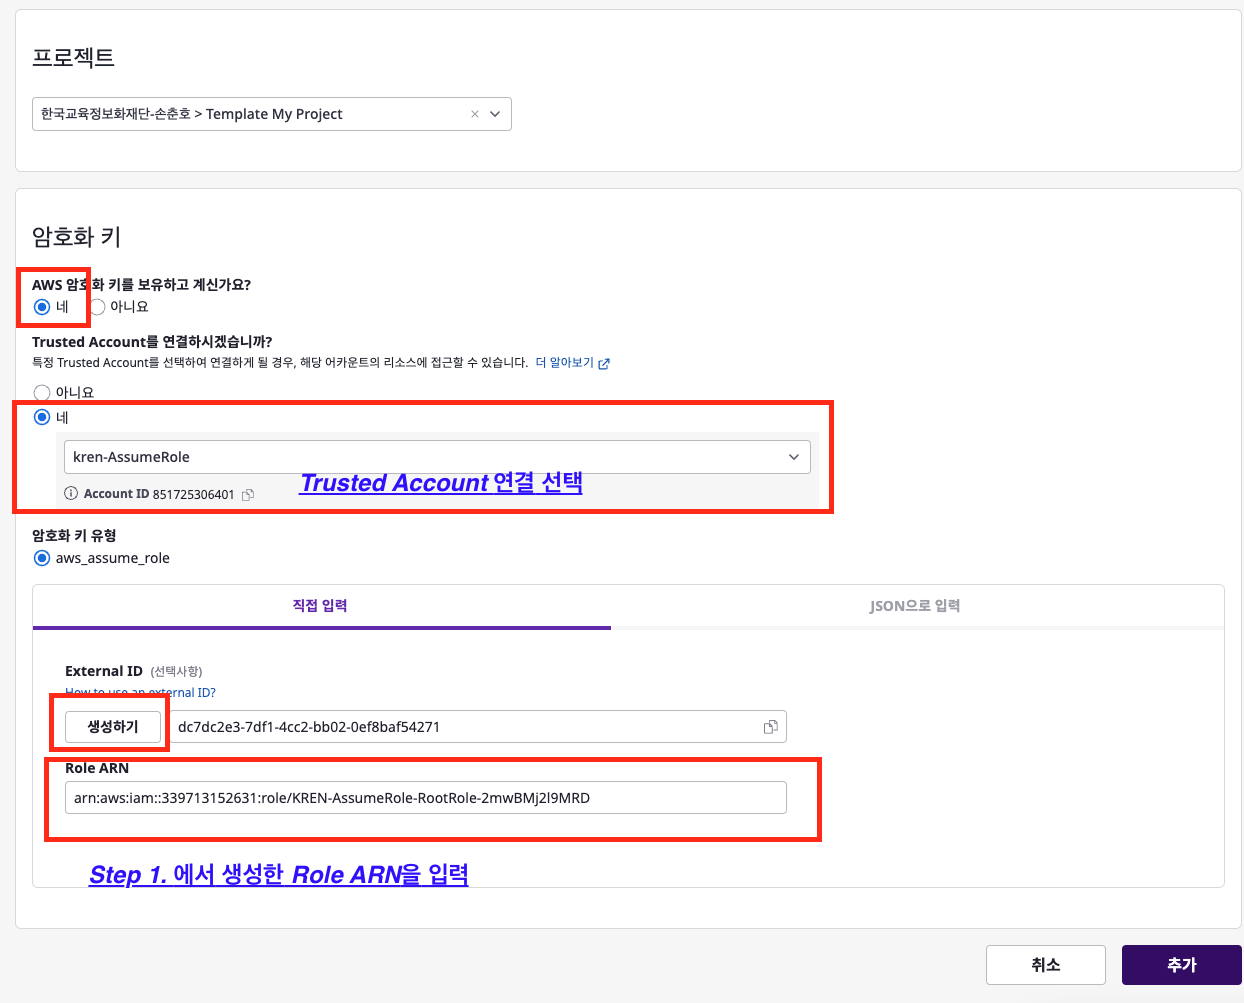 프로젝트
한국교육정보화재단-손춘호 > Template My Project
암호화 키
AWS 암호화 키를 보유하고 계신가요?
네 아니요
Trusted Account를 연결하시겠습니까?
특정 Trusted Account를 선택하여 연결하게 될 경우, 해당 어카운트의 리소스에 접근할 수 있습니다. 더 알아보기
아니요
네
kren-AssumeRole
Trusted Account 연결 선택
Account ID 851725306401
암호화 키 유형
aws_assume_role
직접 입력 JSON으로 입력
External ID (선택사항)
How to use an external ID?
생성하기 dc7dc2e3-7df1-4cc2-bb02-0ef8baf54271
Role ARN
arn:aws:iam::339713152631:role/KREN-AssumeRole-RootRole-2mwBMj2l9MRD
Step 1. 에서 생성한 Role ARN을 입력
취소 추가